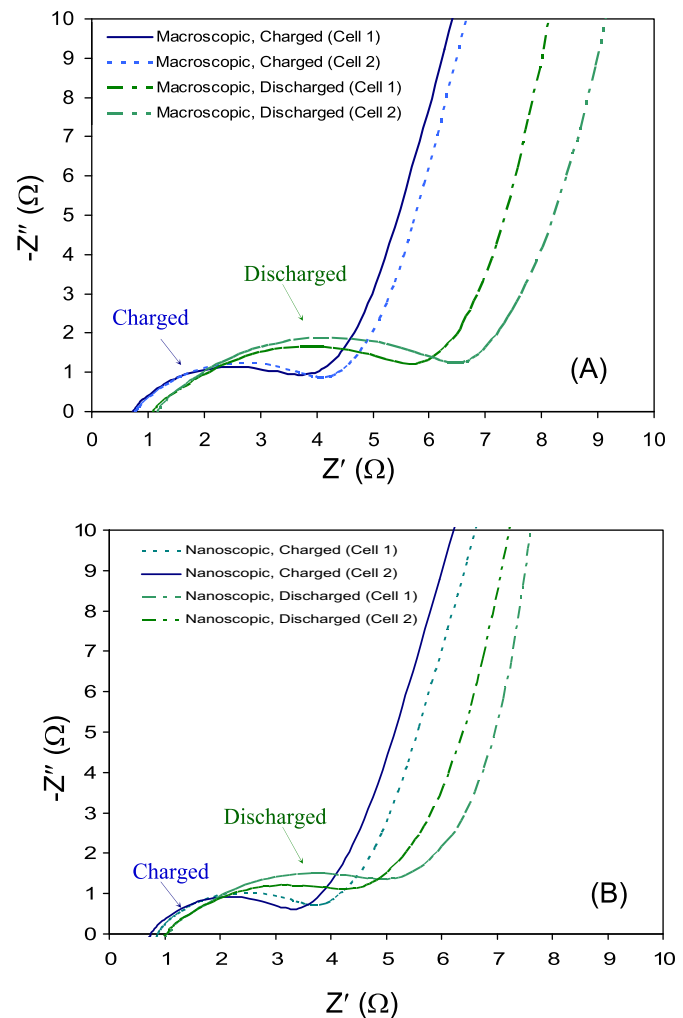 10
9
8
7
6
5
4
3
2
1
0
-Z″ (Ω)
Macroscopic, Charged (Cell 1)
Macroscopic, Charged (Cell 2)
Macroscopic, Discharged (Cell 1)
Macroscopic, Discharged (Cell 2)
Discharged
Charged
(A)
0 1 2 3 4 5 6 7 8 9 10
Z′ (Ω)
10
9
8
7
6
5
4
3
2
1
0
-Z″ (Ω)
Nanoscopic, Charged (Cell 1)
Nanoscopic, Charged (Cell 2)
Nanoscopic, Discharged (Cell 1)
Nanoscopic, Discharged (Cell 2)
Discharged
Charged
(B)
0 1 2 3 4 5 6 7 8 9 10
Z′ (Ω)